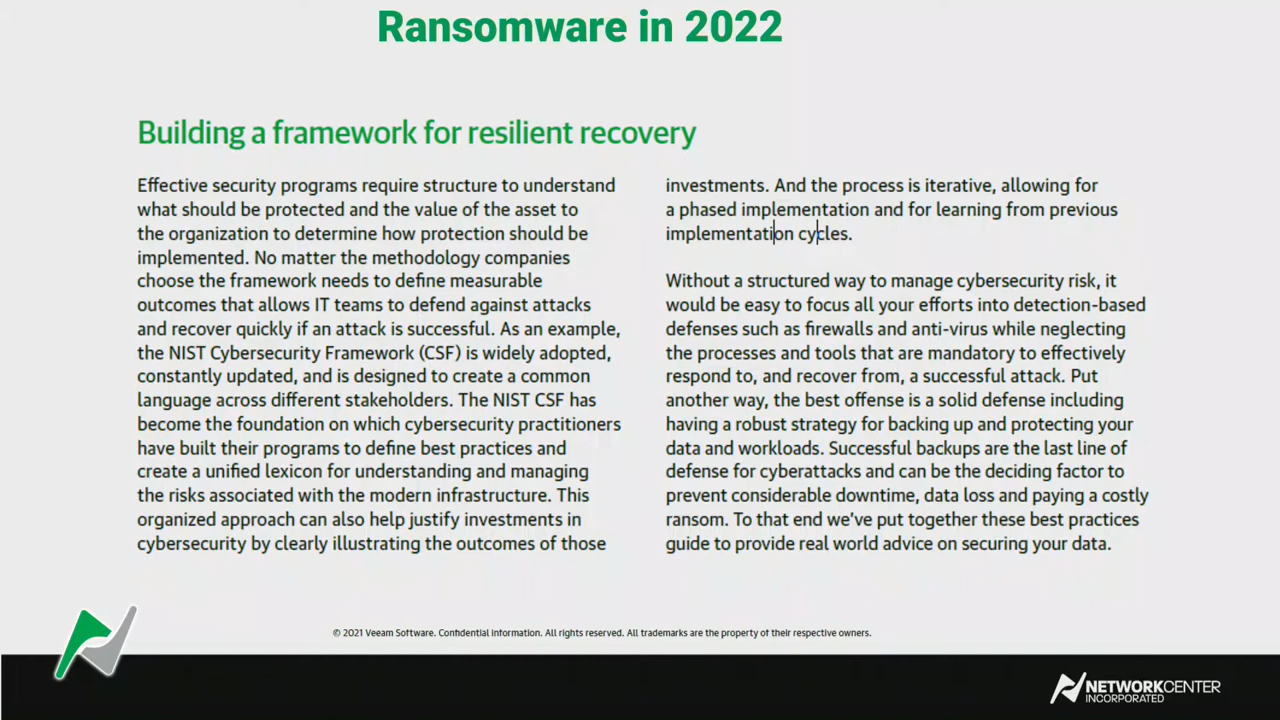 Ransomware in 2022
Building a framework for resilient recovery
Effective security programs require structure to understand
what should be protected and the value of the asset to
the organization to determine how protection should be
implemented. No matter the methodology companies
choose the framework needs to define measurable
outcomes that allows IT teams to defend against attacks
and recover quickly if an attack is successful. As an example,
the NIST Cybersecurity Framework (CSF) is widely adopted,
constantly updated, and is designed to create a common
language across different stakeholders. The NIST CSF has
become the foundation on which cybersecurity practitioners
have built their programs to define best practices and
create a unified lexicon for understanding and managing
the risks associated with the modern infrastructure. This
organized approach can also help justify investments in
cybersecurity by clearly illustrating the outcomes of those
investments. And the process is iterative, allowing for
a phased implementation and for learning from previous
implementation cycles.
Without a structured way to manage cybersecurity risk, it
would be easy to focus all your efforts into detection-based
defenses such as firewalls and anti-virus while neglecting
the processes and tools that are mandatory to effectively
respond to, and recover from, a successful attack. Put
another way, the best offense is a solid defense including
having a robust strategy for backing up and protecting your
data and workloads. Successful backups are the last line of
defense for cyberattacks and can be the deciding factor to
prevent considerable downtime, data loss and paying a costly
ransom. To that end we’ve put together these best practices
guide to provide real world advice on securing your data.
© 2021 Veeam Software. Confidential information. All rights reserved. All trademarks are the property of their respective owners.
NETWORKCENTER
INCORPORATED